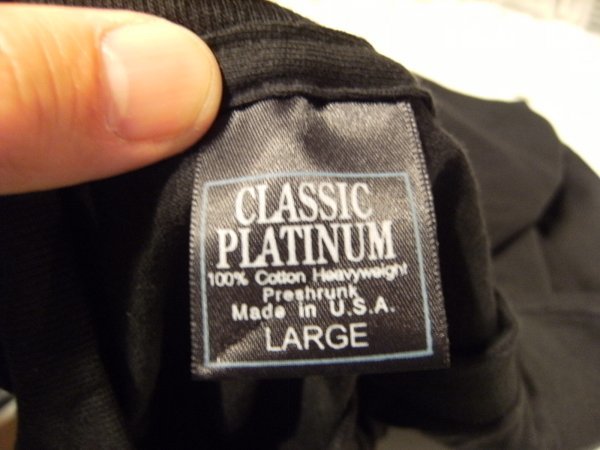 CLASSIC
PLATINUM
100% Cotton Heavyweight
Preshrunk
Made in U.S.A.
LARGE